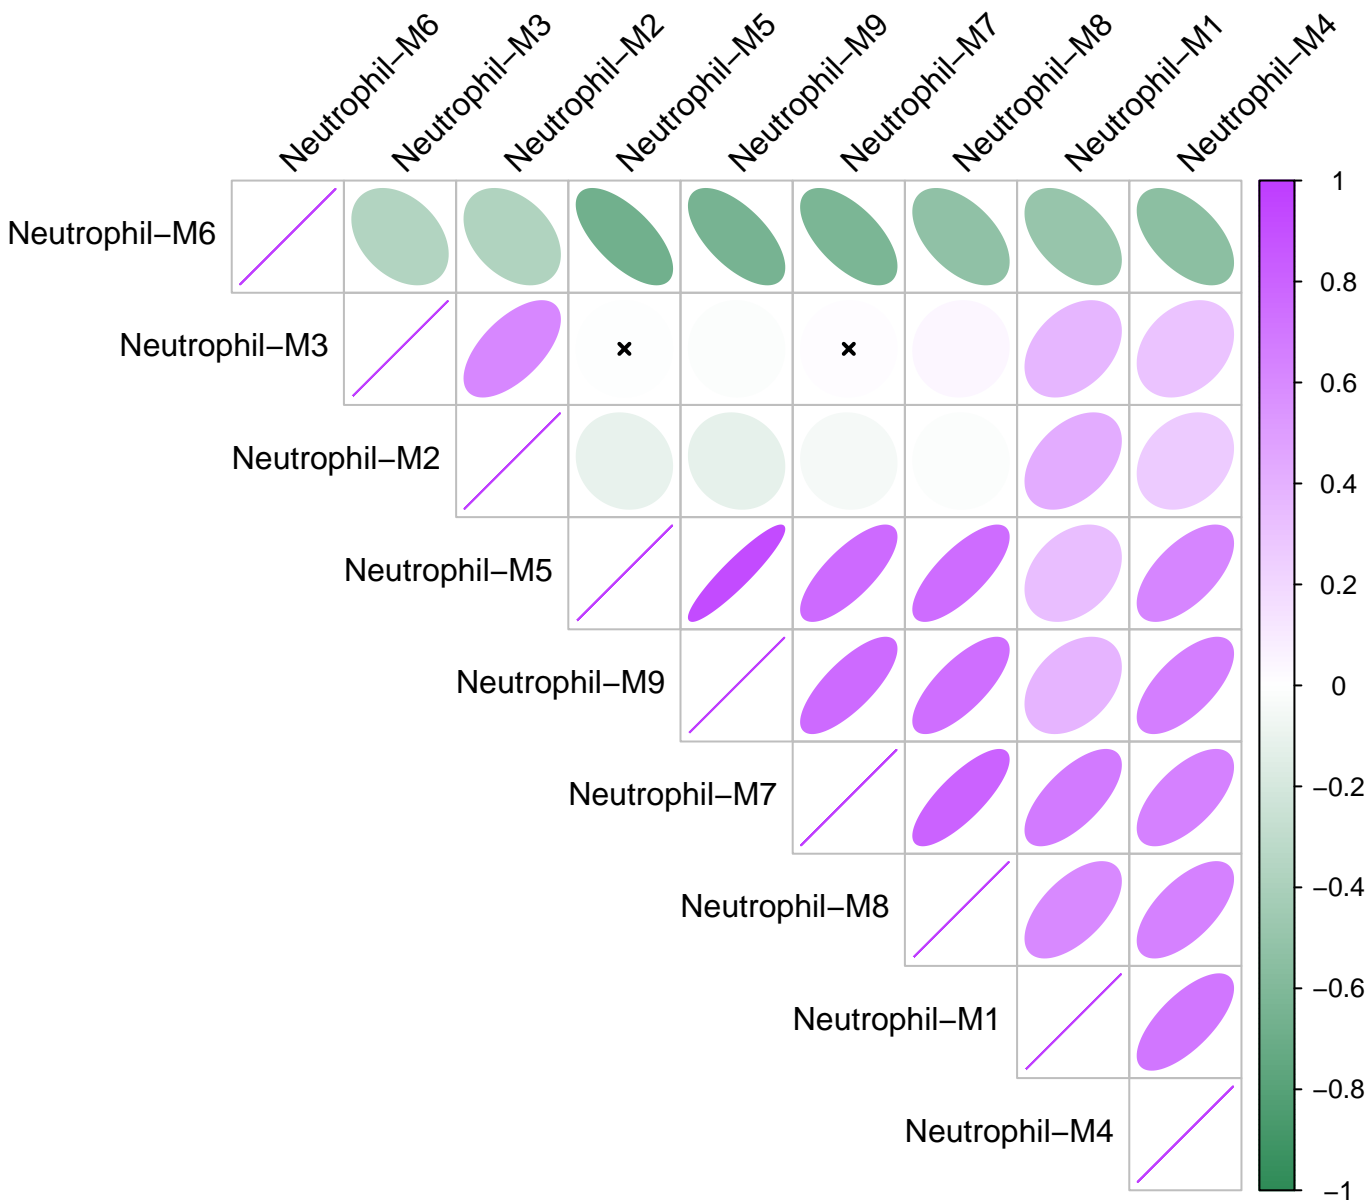 Neutrophil–M6
Neutrophil–M3
Neutrophil–M2
Neutrophil–M5
Neutrophil–M9
Neutrophil–M7
Neutrophil–M8
Neutrophil–M1
Neutrophil–M4
Neutrophil–M6
Neutrophil–M3
Neutrophil–M2
Neutrophil–M5
Neutrophil–M9
Neutrophil–M7
Neutrophil–M8
Neutrophil–M1
Neutrophil–M4
1
0.8
0.6
0.4
0.2
0
–0.2
–0.4
–0.6
–0.8
–1